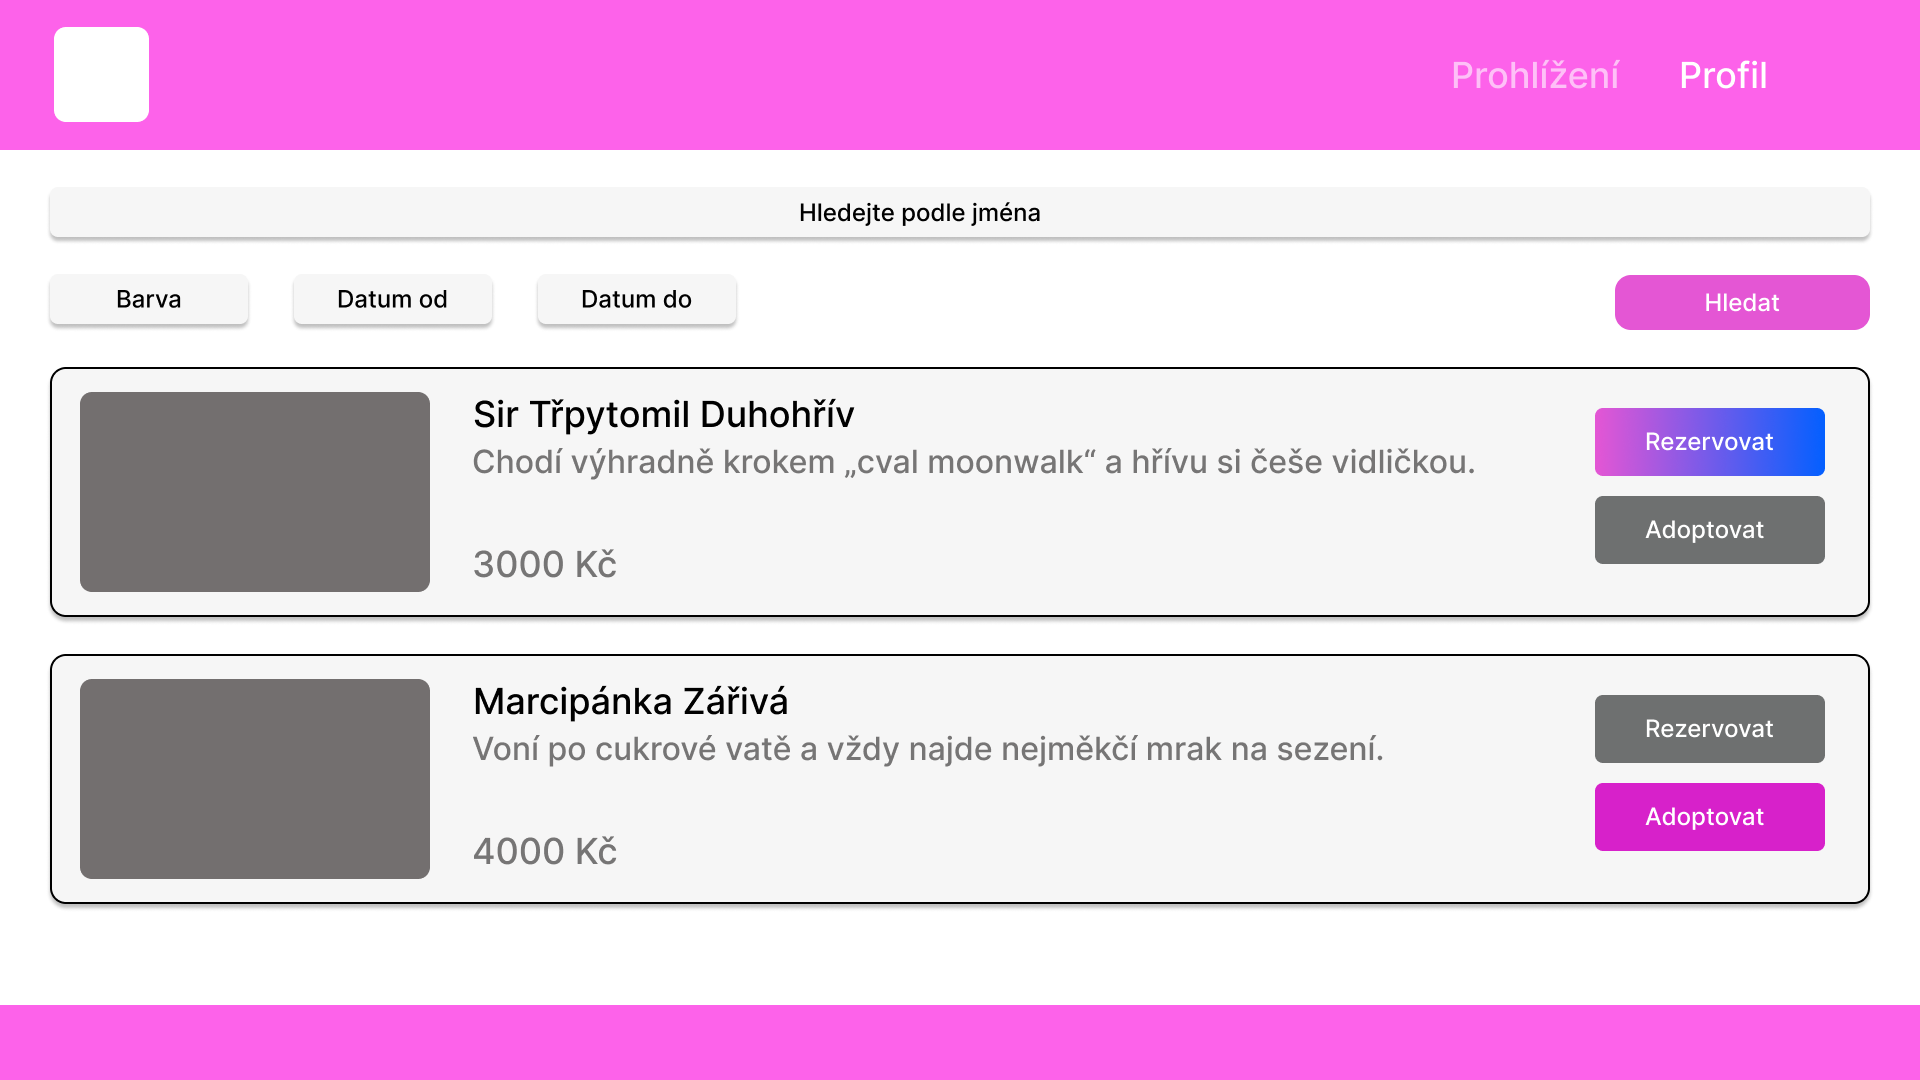 Prohlížení
Profil
Hledejte podle jména
Barva
Datum od
Datum do
Hledat
Sir Třpytomil Duhohřív
Chodí výhradně krokem „cval moonwalk“ a hřívu si češe vidličkou.
3000 Kč
Rezervovat
Adoptovat
Marcipánka Zářivá
Voní po cukrové vatě a vždy najde nejměkčí mrak na sezení.
4000 Kč
Rezervovat
Adoptovat